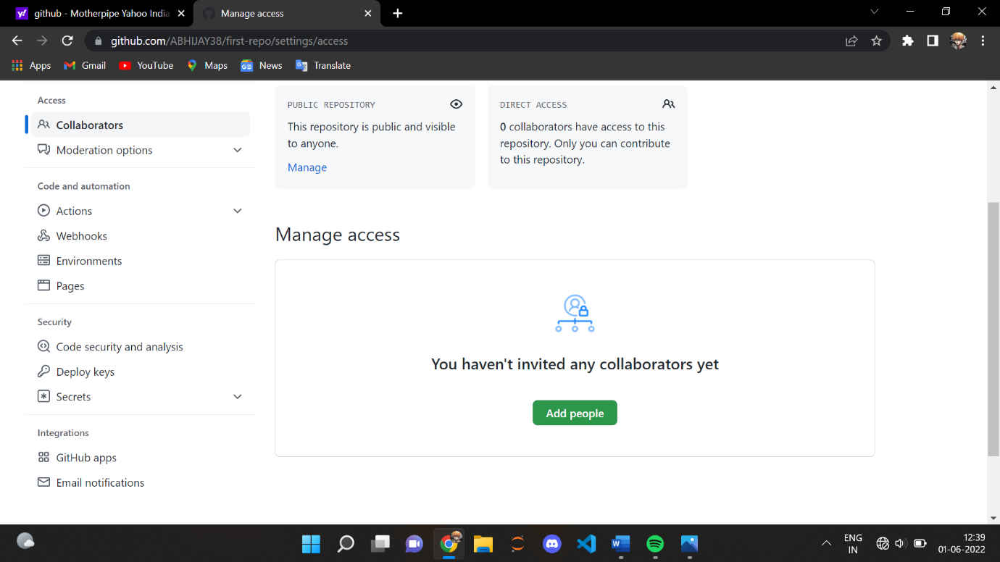 github - Motherpipe Yahoo India
Manage access
github.com/ABHIJAY38/first-repo/settings/access
Apps
Gmail
YouTube
Maps
News
Translate
Access
Collaborators
Moderation options
Code and automation
Actions
Webhooks
Environments
Pages
Security
Code security and analysis
Deploy keys
Secrets
Integrations
GitHub apps
Email notifications
PUBLIC REPOSITORY
This repository is public and visible
to anyone.
Manage
DIRECT ACCESS
0 collaborators have access to this
repository. Only you can contribute
to this repository.
Manage access
You haven't invited any collaborators yet
Add people
ENG
IN
12:39
01-06-2022